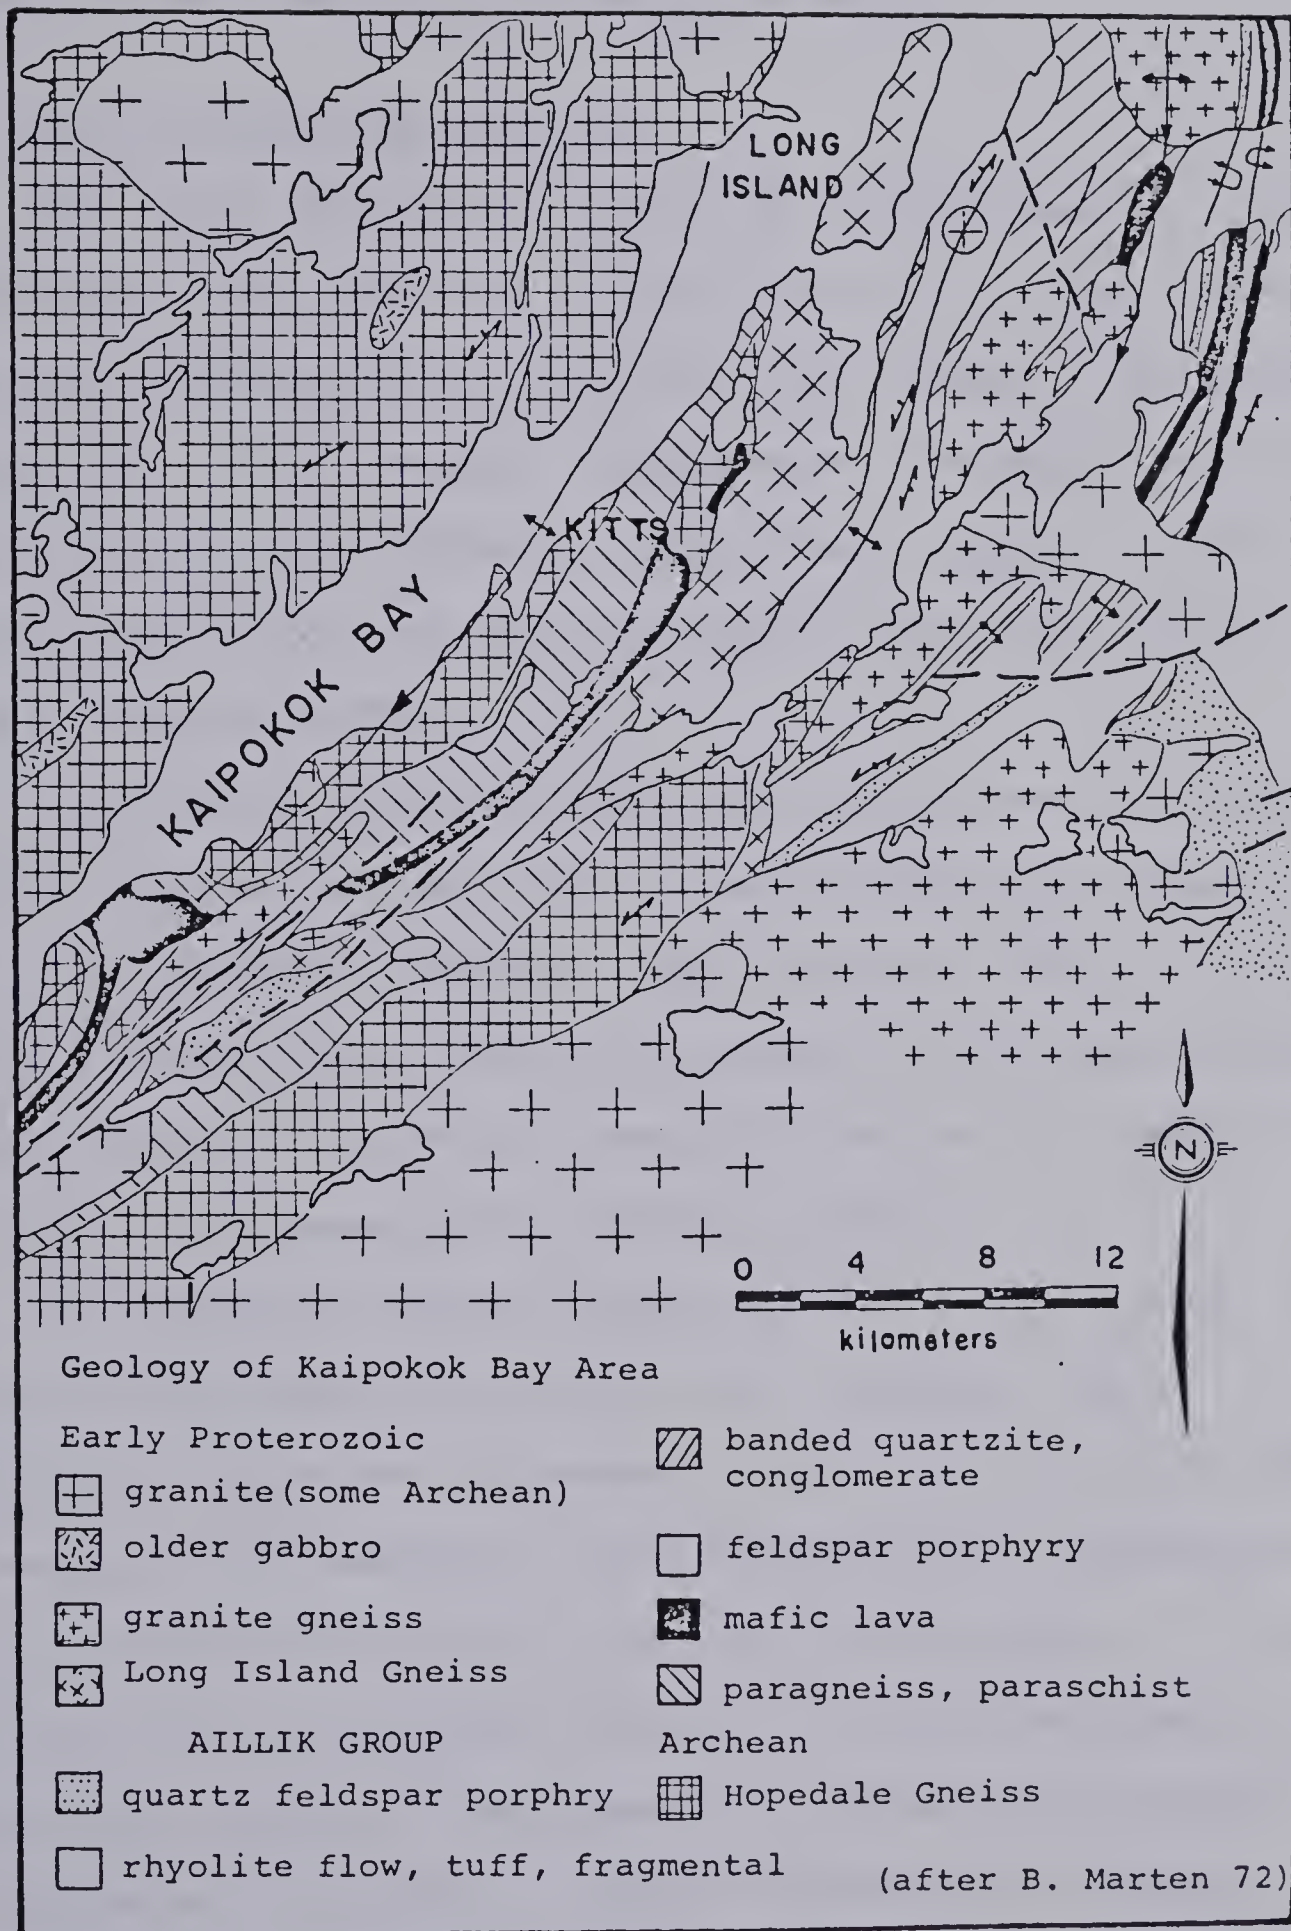 LONG
ISLAND
KITTS
KAIPOKOK BAY
N
0 4 8 12
kilometers
Geology of Kaipokok Bay Area
Early Proterozoic
granite(some Archean)
older gabbro
granite gneiss
Long Island Gneiss
AILLIK GROUP
quartz feldspar porphry
rhyolite flow, tuff, fragmental
banded quartzite,
conglomerate
feldspar porphyry
mafic lava
paragneiss, paraschist
Archean
Hopedale Gneiss
(after B. Marten 72)